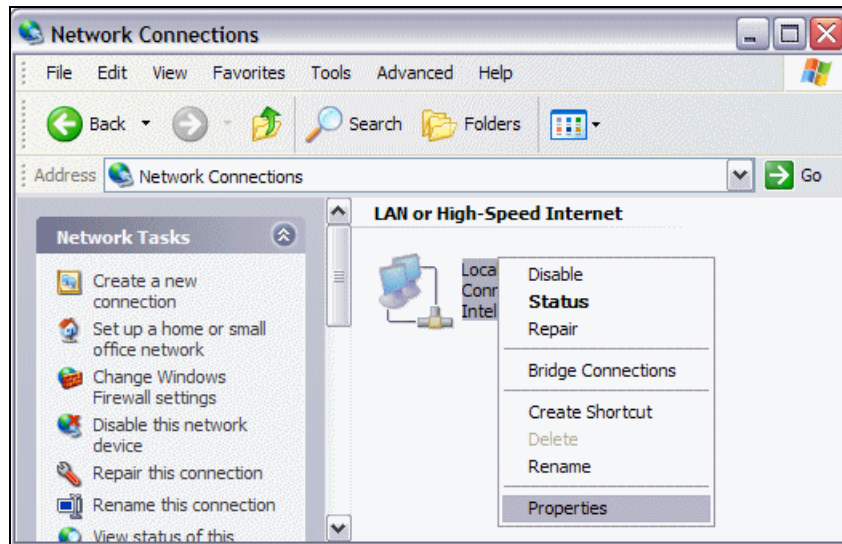 Network Connections
File Edit View Favorites Tools Advanced Help
Back Search Folders
Address Network Connections Go
Network Tasks
Create a new
connection
Set up a home or small
office network
Change Windows
Firewall settings
Disable this network
device
Repair this connection
Rename this connection
View status of this
LAN or High-Speed Internet
Loca
Conr
Intel
Disable
Status
Repair
Bridge Connections
Create Shortcut
Delete
Rename
Properties